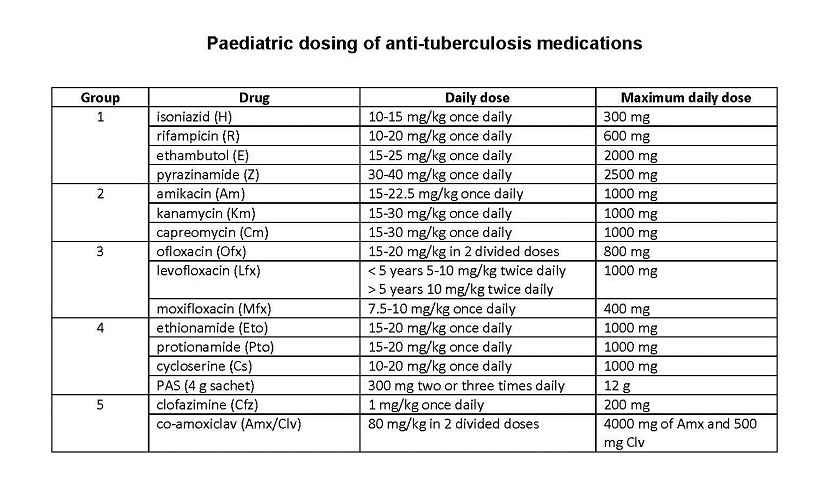 Paediatric dosing of anti-tuberculosis medications
Group Drug Daily dose Maximum daily dose
1 isoniazid (H) 10-15 mg/kg once daily 300 mg
rifampicin (R) 10-20 mg/kg once daily 600 mg
ethambutol (E) 15-25 mg/kg once daily 2000 mg
pyrazinamide (Z) 30-40 mg/kg once daily 2500 mg
2 amikacin (Am) 15-22.5 mg/kg once daily 1000 mg
kanamycin (Km) 15-30 mg/kg once daily 1000 mg
capreomycin (Cm) 15-30 mg/kg once daily 1000 mg
3 ofloxacin (Ofx) 15-20 mg/kg in 2 divided doses 800 mg
levofloxacin (Lfx) < 5 years 5-10 mg/kg twice daily 1000 mg
> 5 years 10 mg/kg twice daily
moxifloxacin (Mfx) 7.5-10 mg/kg once daily 400 mg
4 ethionamide (Eto) 15-20 mg/kg once daily 1000 mg
protionamide (Pto) 15-20 mg/kg once daily 1000 mg
cycloserine (Cs) 10-20 mg/kg once daily 1000 mg
PAS (4 g sachet) 300 mg two or three times daily 12 g
5 clofazimine (Cfz) 1 mg/kg once daily 200 mg
co-amoxiclav (Amx/Clv) 80 mg/kg in 2 divided doses 4000 mg of Amx and 500
mg Clv